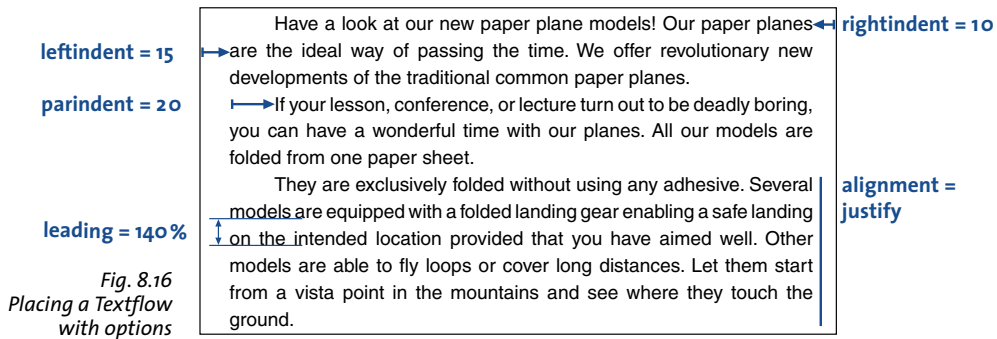 Have a look at our new paper plane models! Our paper planes
rightindent = 10
leftindent = 15
are the ideal way of passing the time. We offer revolutionary new
developments of the traditional common paper planes.
parindent = 20
If your lesson, conference, or lecture turn out to be deadly boring,
you can have a wonderful time with our planes. All our models are
folded from one paper sheet.
They are exclusively folded without using any adhesive. Several
alignment =
justify
models are equipped with a folded landing gear enabling a safe landing
leading = 140%
on the intended location provided that you have aimed well. Other
models are able to fly loops or cover long distances. Let them start
from a vista point in the mountains and see where they touch the
ground.
Fig. 8.16
Placing a Textflow
with options